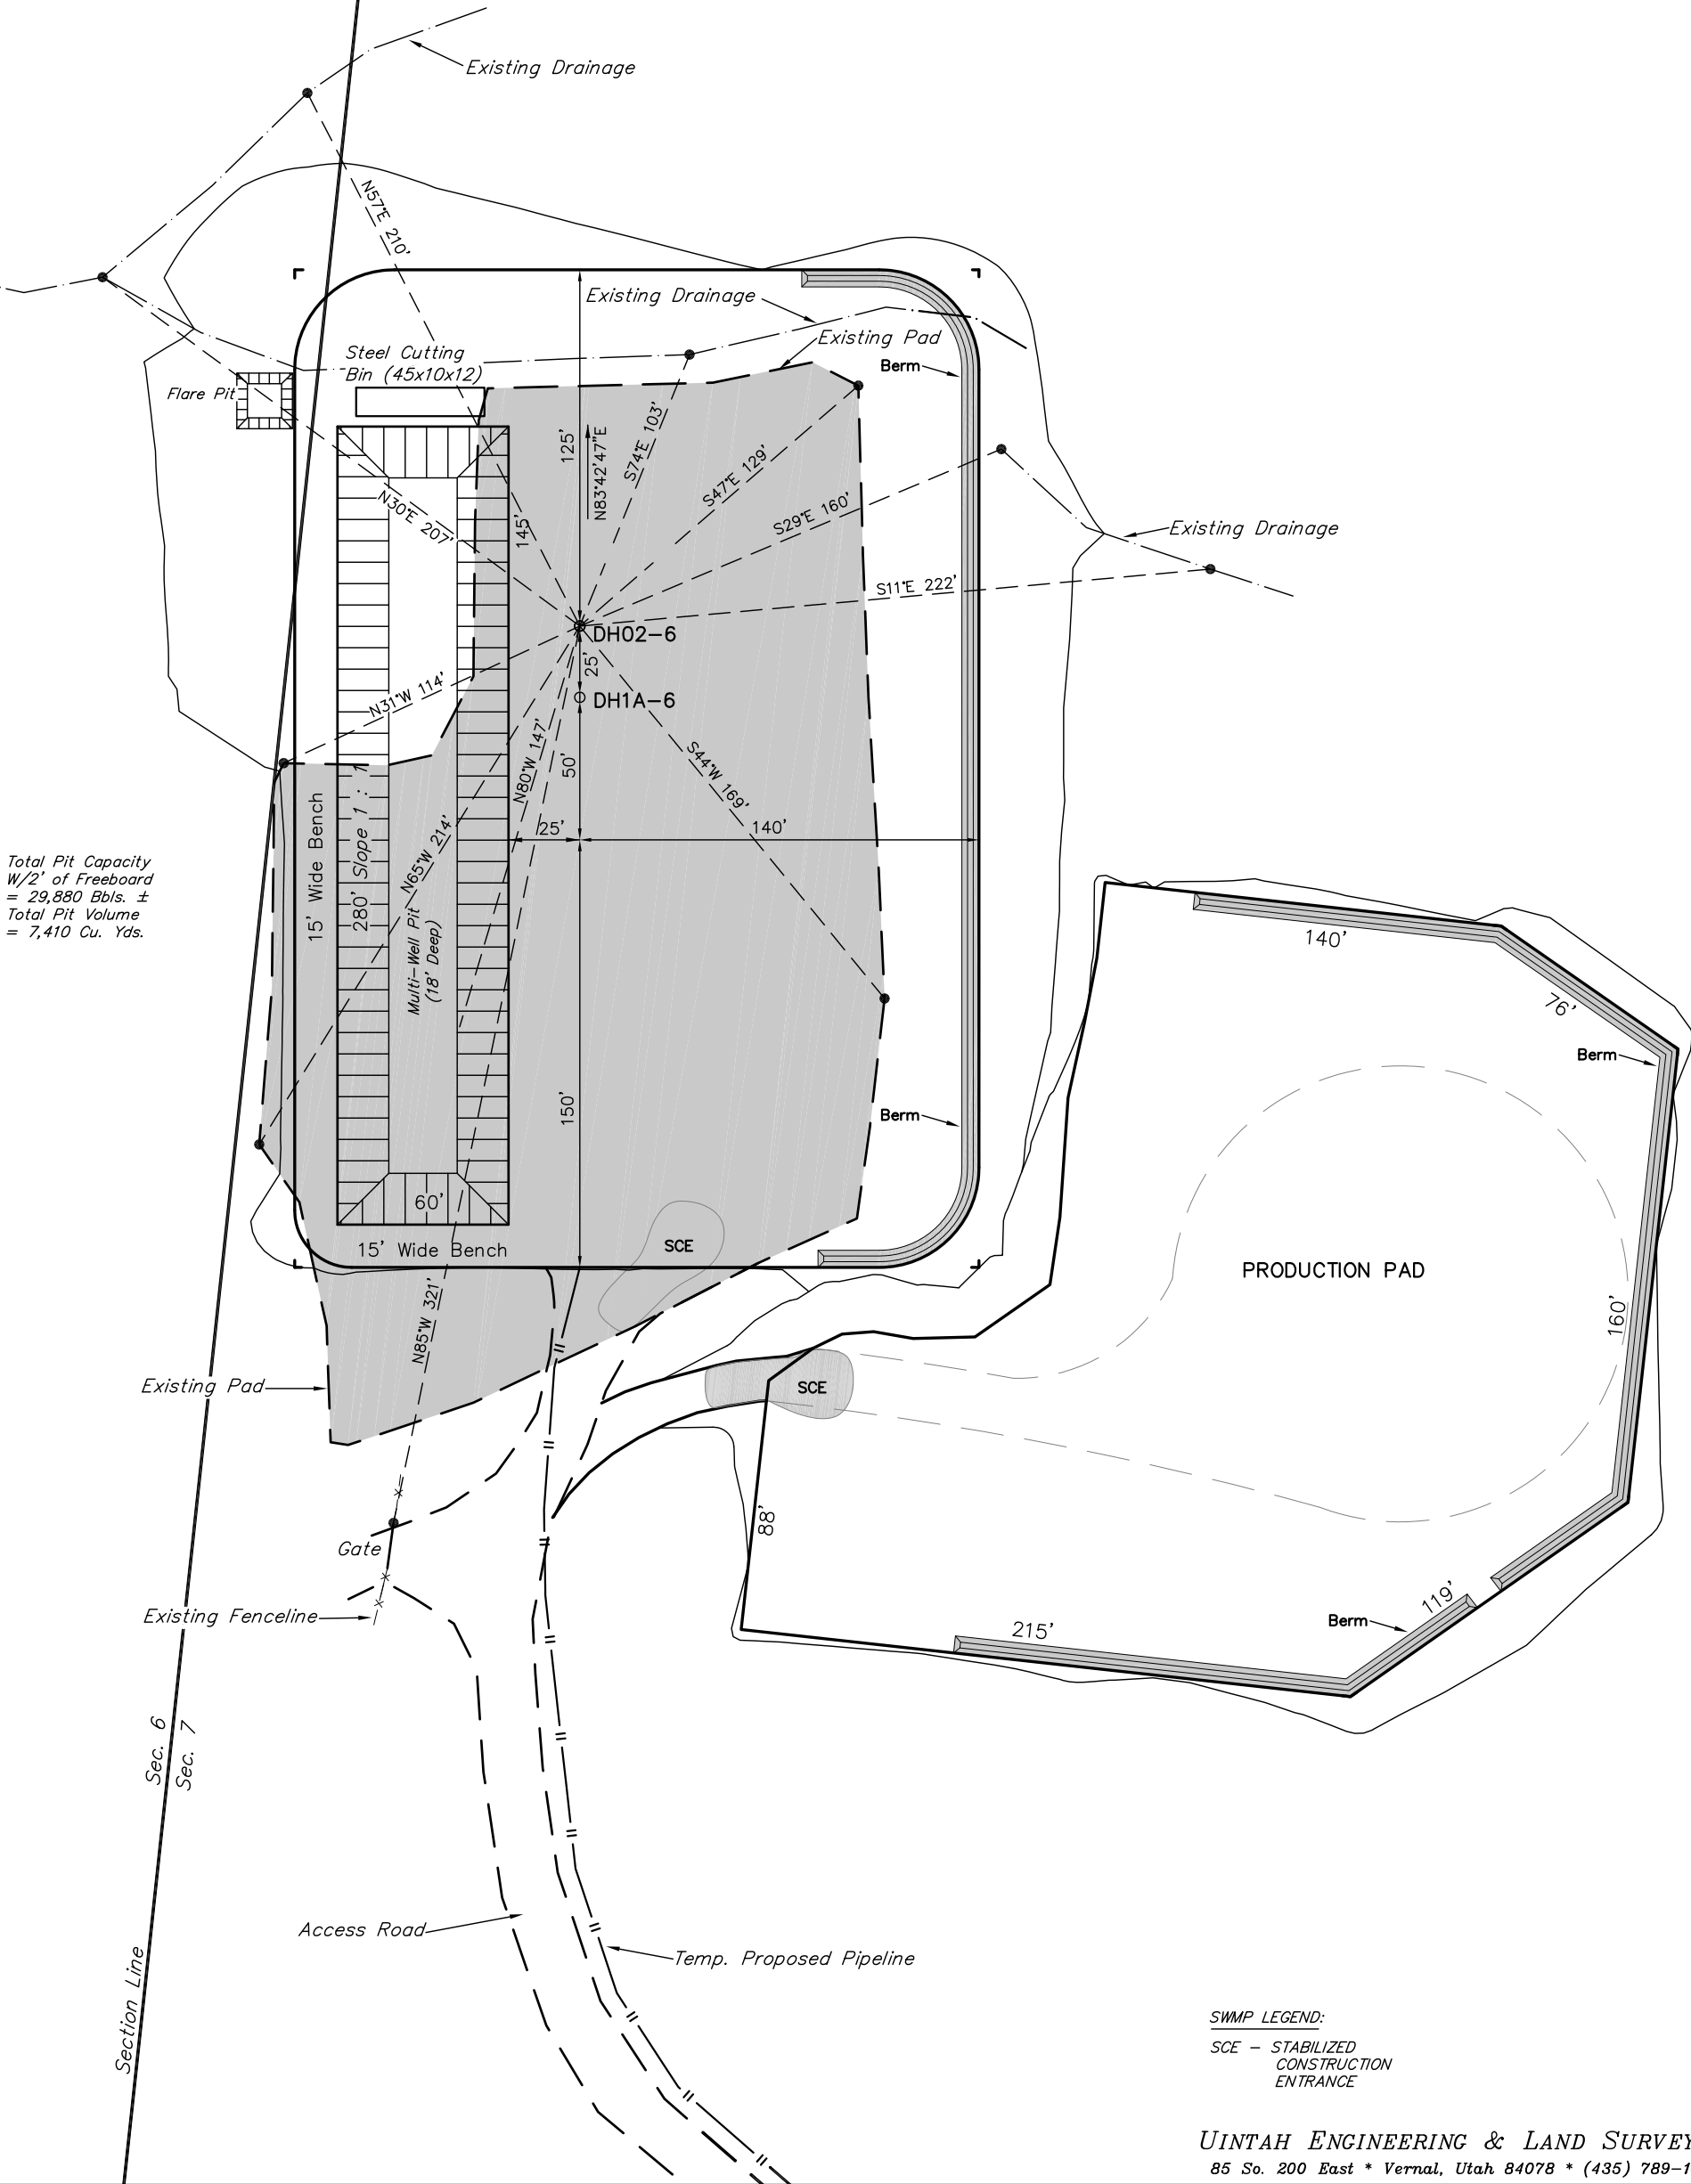 Existing Drainage
N57°E 210'
Existing Drainage
Existing Pad
Steel Cutting
Bin (45x10x12)
Berm
Flare Pit
125'
N83°42'47"E
S74°E 103'
S47°E 129'
S29°E 160'
N30°E 207'
145'
Existing Drainage
S11°E 222'
DH02-6
25'
DH1A-6
N31°W 114'
N80°W 147'
50'
S44°W 169'
25'
140'
15' Wide Bench
280' Slope 1 : 1
N65°W 214'
Multi-Well Pit
(18' Deep)
Total Pit Capacity
W/2' of Freeboard
= 29,880 Bbls. ±
Total Pit Volume
= 7,410 Cu. Yds.
140'
76'
Berm
150'
Berm
60'
15' Wide Bench
SCE
PRODUCTION PAD
160'
N85°W 321'
Existing Pad
SCE
88'
Gate
Existing Fenceline
215'
119'
Berm
Sec. 6
Sec. 7
Access Road
Temp. Proposed Pipeline
Section Line
SWMP LEGEND:
SCE - STABILIZED
CONSTRUCTION
ENTRANCE
UINTAH ENGINEERING & LAND SURVEY
85 So. 200 East * Vernal, Utah 84078 * (435) 789-1